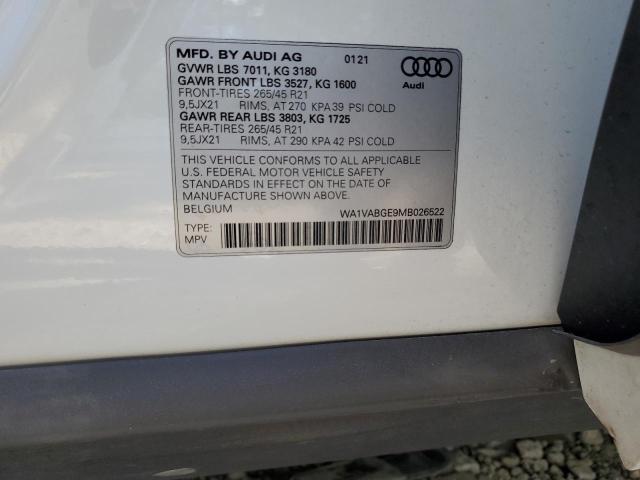 MFD. BY AUDI AG 01 21
GVWR LBS 7011, KG 3180
GAWR FRONT LBS 3527, KG 1600
FRONT-TIRES 265/45 R21
9,5JX21 RIMS, AT 270 KPA 39 PSI COLD
GAWR REAR LBS 3803, KG 1725
REAR-TIRES 265/45 R21
9,5JX21 RIMS, AT 290 KPA 42 PSI COLD
Audi
THIS VEHICLE CONFORMS TO ALL APPLICABLE
U.S. FEDERAL MOTOR VEHICLE SAFETY
STANDARDS IN EFFECT ON THE DATE OF
MANUFACTURE SHOWN ABOVE.
BELGIUM WA1VABGE9MB026522
TYPE:
MPV